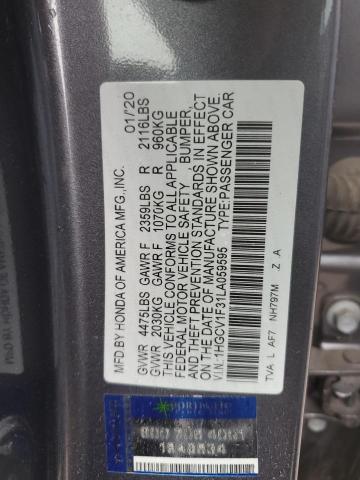 MFD.BY HONDA OF AMERICA MFG.,INC. 01/20
GVWR 4475LBS GAWR F 2359LBS R 2116LBS
GVWR 2030KG GAWR F 1070KG R 960KG
THIS VEHICLE CONFORMS TO ALL APPLICABLE
FEDERAL MOTOR VEHICLE SAFETY, BUMPER,
AND THEFT PREVENTION STANDARDS IN EFFECT
ON THE DATE OF MANUFACTURE SHOWN ABOVE.
V.I.N.:1HGCV1F31LA059595 TYPE:PASSENGER CAR
TVA L AF7 NH797M Z A